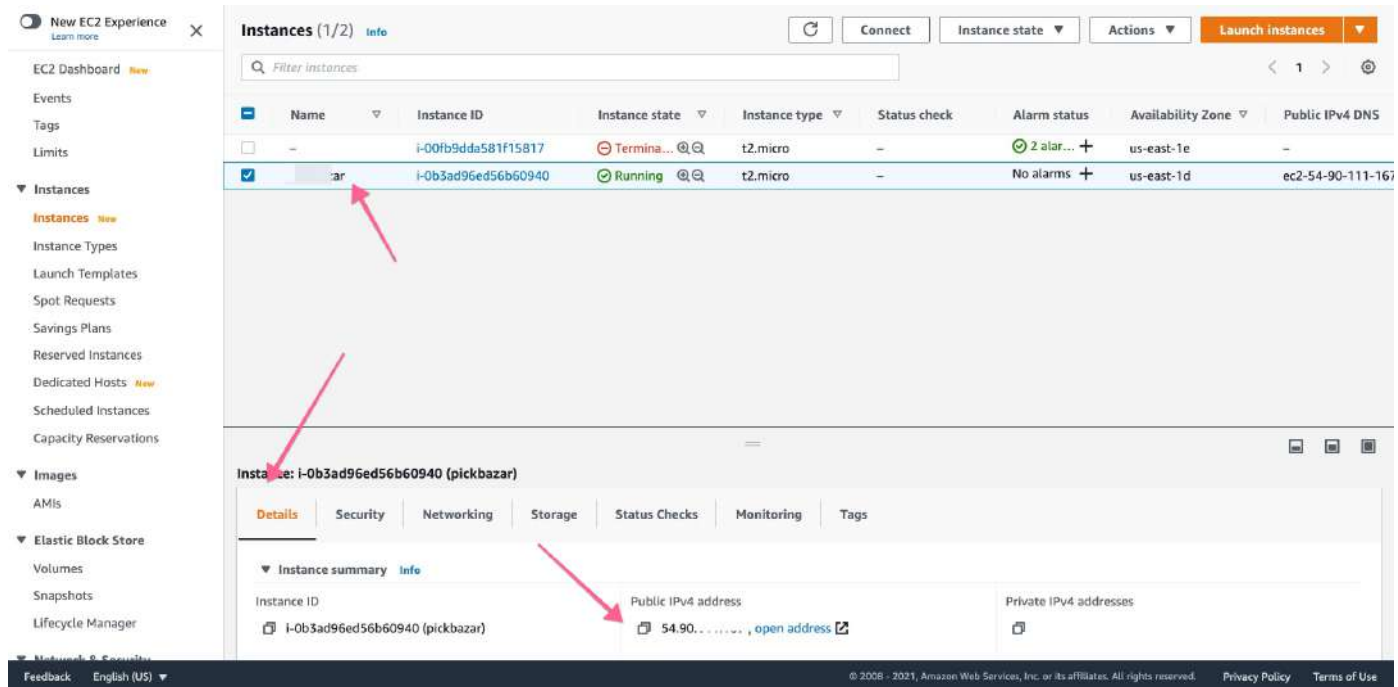 New EC2 Experience
Learn more
EC2 Dashboard New
Events
Tags
Limits
Instances
Instances New
Instance Types
Launch Templates
Spot Requests
Savings Plans
Reserved Instances
Dedicated Hosts New
Scheduled Instances
Capacity Reservations
Images
AMIs
Elastic Block Store
Volumes
Snapshots
Lifecycle Manager
Network & Security
Instances (1/2) Info
Connect Instance state Actions Launch instances
Filter instances
1
Name Instance ID Instance state Instance type Status check Alarm status Availability Zone Public IPv4 DNS
– i-00fb9dda581f15817 Termina... t2.micro – 2 alar... + us-east-1e –
zar i-0b3ad96ed56b60940 Running t2.micro – No alarms + us-east-1d ec2-54-90-111-167
Instance: i-0b3ad96ed56b60940 (pickbazar)
Details Security Networking Storage Status Checks Monitoring Tags
Instance summary Info
Instance ID Public IPv4 address Private IPv4 addresses
i-0b3ad96ed56b60940 (pickbazar) 54.90. , open address
Feedback English (US) © 2008 - 2021, Amazon Web Services, Inc. or its affiliates. All rights reserved. Privacy Policy Terms of Use